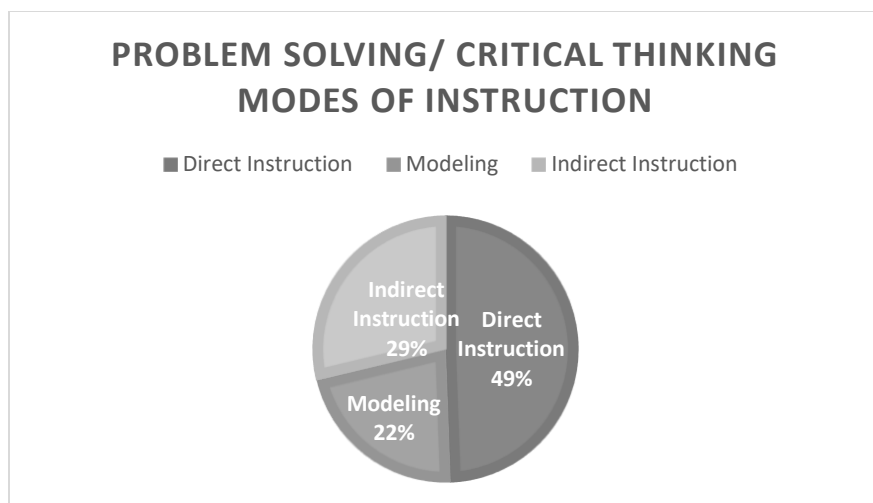 PROBLEM SOLVING/ CRITICAL THINKING
MODES OF INSTRUCTION
Direct Instruction Modeling Indirect Instruction
Indirect
Instruction
29%
Direct
Instruction
49%
Modeling
22%